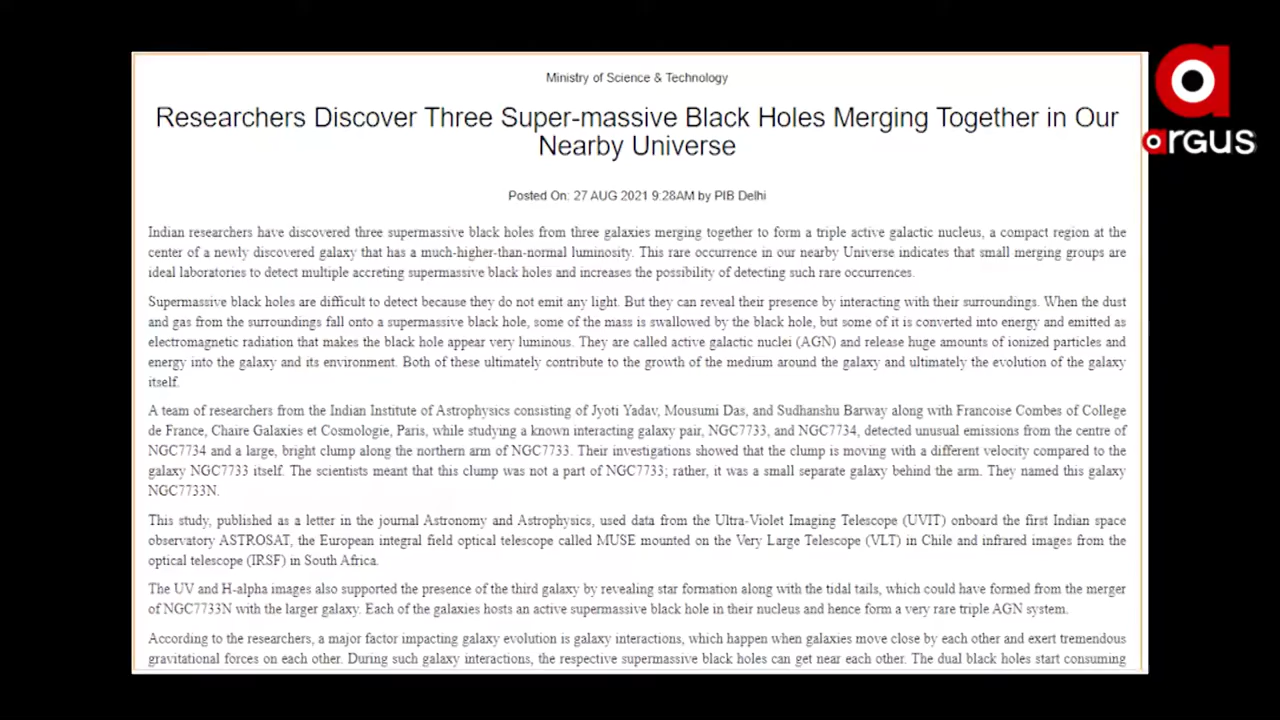 Ministry of Science & Technology
Researchers Discover Three Super-massive Black Holes Merging Together in Our
Nearby Universe
Posted On: 27 AUG 2021 9:28AM by PIB Delhi
Indian researchers have discovered three supermassive black holes from three galaxies merging together to form a triple active galactic nucleus, a compact region at the
center of a newly discovered galaxy that has a much-higher-than-normal luminosity. This rare occurrence in our nearby Universe indicates that small merging groups are
ideal laboratories to detect multiple accreting supermassive black holes and increases the possibility of detecting such rare occurrences.
Supermassive black holes are difficult to detect because they do not emit any light. But they can reveal their presence by interacting with their surroundings. When the dust
and gas from the surroundings fall onto a supermassive black hole, some of the mass is swallowed by the black hole, but some of it is converted into energy and emitted as
electromagnetic radiation that makes the black hole appear very luminous. They are called active galactic nuclei (AGN) and release huge amounts of ionized particles and
energy into the galaxy and its environment. Both of these ultimately contribute to the growth of the medium around the galaxy and ultimately the evolution of the galaxy
itself.
A team of researchers from the Indian Institute of Astrophysics consisting of Jyoti Yadav, Mousumi Das, and Sudhanshu Barway along with Francoise Combes of College
de France, Chaire Galaxies et Cosmologie, Paris, while studying a known interacting galaxy pair, NGC7733, and NGC7734, detected unusual emissions from the centre of
NGC7734 and a large, bright clump along the northern arm of NGC7733. Their investigations showed that the clump is moving with a different velocity compared to the
galaxy NGC7733 itself. The scientists meant that this clump was not a part of NGC7733; rather, it was a small separate galaxy behind the arm. They named this galaxy
NGC7733N.
This study, published as a letter in the journal Astronomy and Astrophysics, used data from the Ultra-Violet Imaging Telescope (UVIT) onboard the first Indian space
observatory ASTROSAT, the European integral field optical telescope called MUSE mounted on the Very Large Telescope (VLT) in Chile and infrared images from the
optical telescope (IRSF) in South Africa.
The UV and H-alpha images also supported the presence of the third galaxy by revealing star formation along with the tidal tails, which could have formed from the merger
of NGC7733N with the larger galaxy. Each of the galaxies hosts an active supermassive black hole in their nucleus and hence form a very rare triple AGN system.
According to the researchers, a major factor impacting galaxy evolution is galaxy interactions, which happen when galaxies move close by each other and exert tremendous
gravitational forces on each other. During such galaxy interactions, the respective supermassive black holes can get near each other. The dual black holes start consuming
a
argus